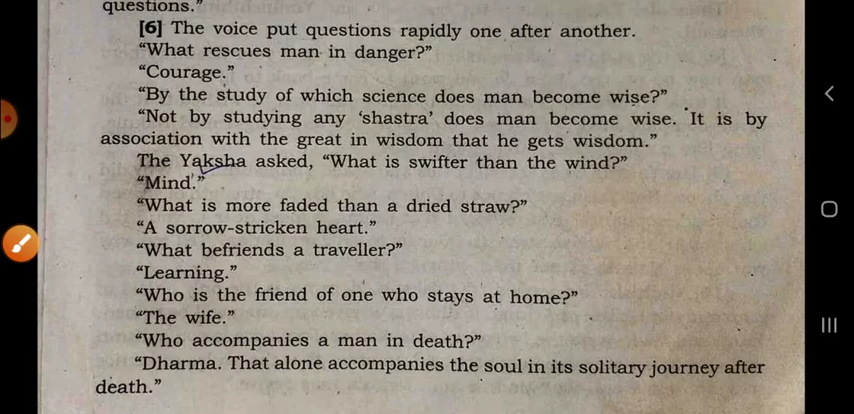 questions.”
[6] The voice put questions rapidly one after another.
“What rescues man in danger?”
“Courage.”
“By the study of which science does man become wise?”
“Not by studying any ‘shastra’ does man become wise. It is by
association with the great in wisdom that he gets wisdom.”
The Yaksha asked, “What is swifter than the wind?”
“Mind.”
“What is more faded than a dried straw?”
“A sorrow-stricken heart.”
“What befriends a traveller?”
“Learning.”
“Who is the friend of one who stays at home?”
“The wife.”
“Who accompanies a man in death?”
“Dharma. That alone accompanies the soul in its solitary journey after
death.”